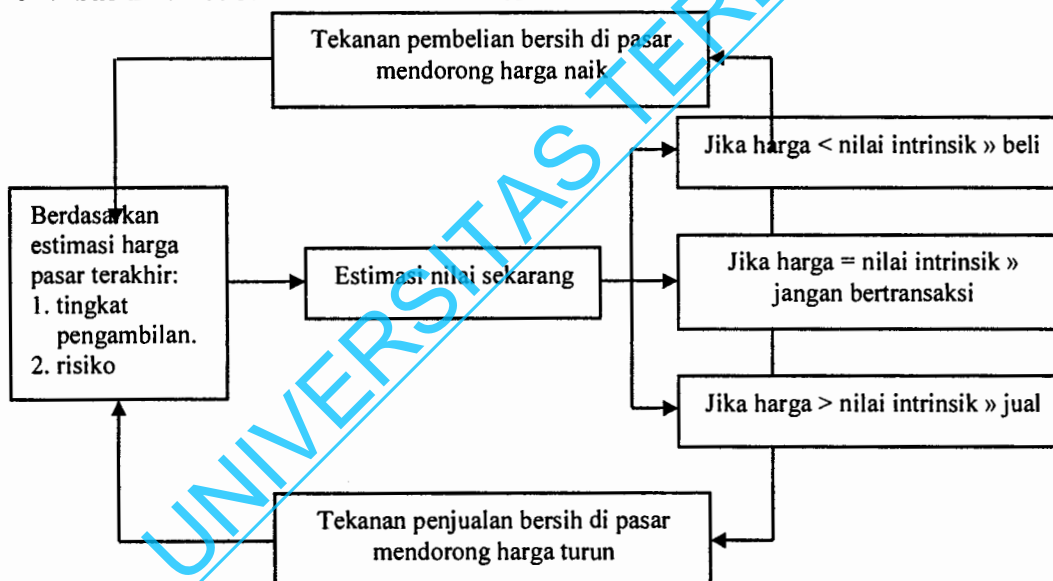 Tekanan pembelian bersih di pasar
mendorong harga naik
Jika harga < nilai intrinsik » beli
Berdasarkan
estimasi harga
pasar terakhir:
1. tingkat
pengambilan.
2. risiko
Estimasi nilai sekarang
Jika harga = nilai intrinsik »
jangan bertransaksi
Jika harga > nilai intrinsik » jual
Tekanan penjualan bersih di pasar
mendorong harga turun
UNIVERSITAS